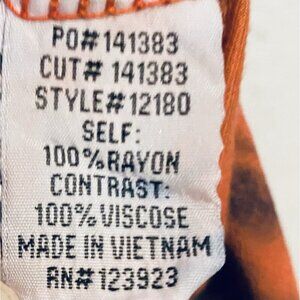 PO#141383
CUT# 141383
STYLE#12180
SELF:
100%RAYON
CONTRAST:
100%VISCOSE
MADE IN VIETNAM
RN#123923